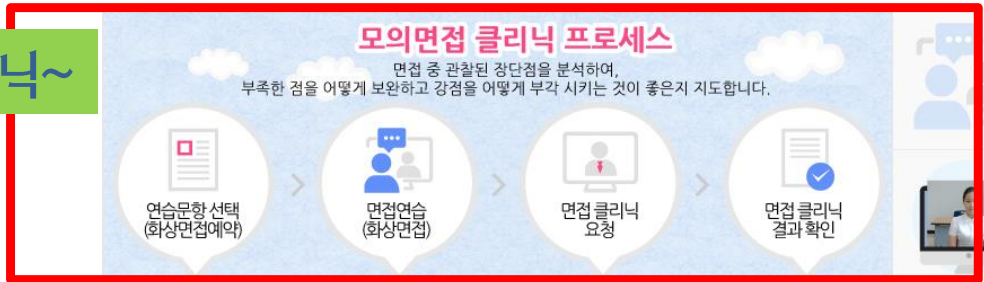 닉~
모의면접 클리닉 프로세스
면접 중 관찰된 장단점을 분석하여,
부족한 점을 어떻게 보완하고 강점을 어떻게 부각 시키는 것이 좋은지 지도합니다.
연습문항 선택
(화상면접예약)
면접연습
(화상면접)
면접 클리닉
요청
면접 클리닉
결과 확인